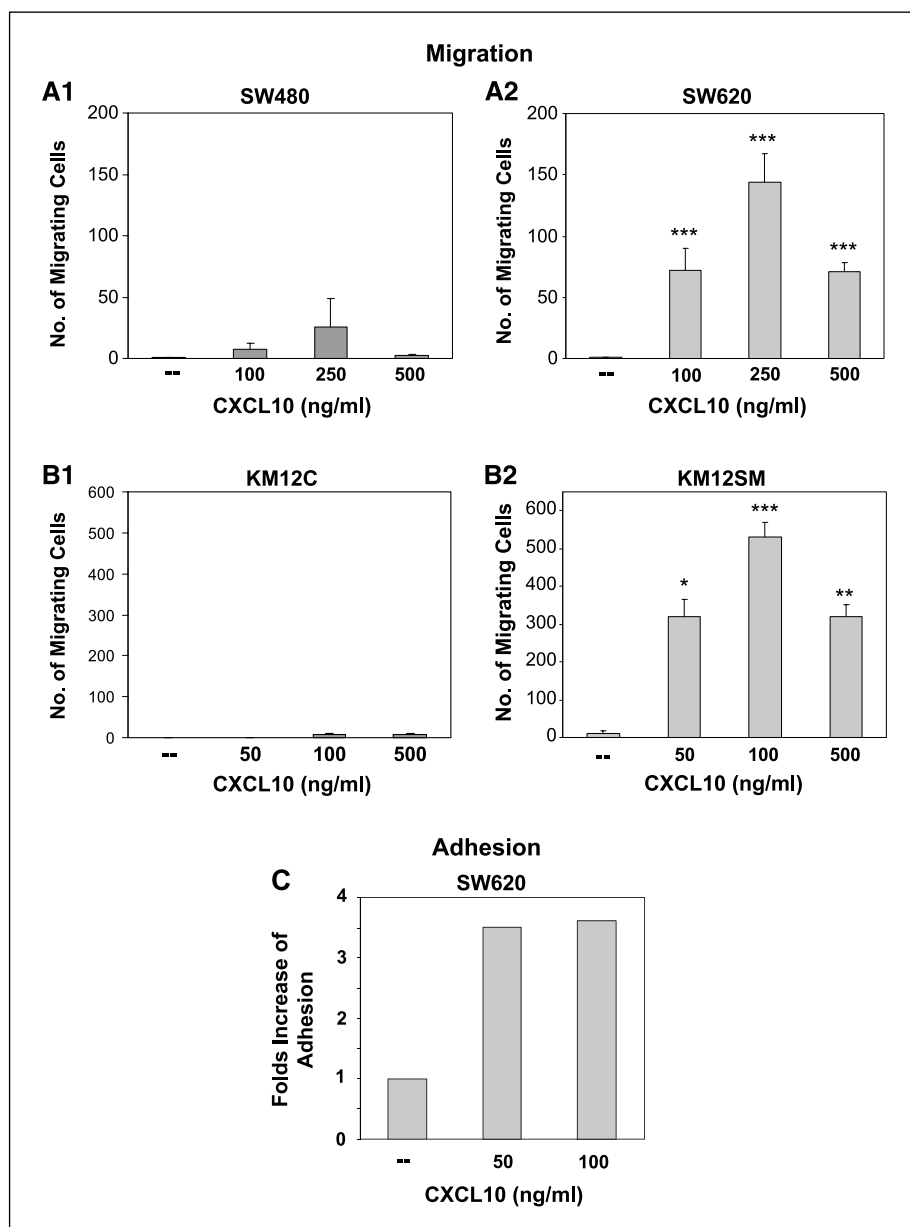 Migration
A1
SW480
No. of Migrating Cells
200
150
100
50
0
--
100
250
500
CXCL10 (ng/ml)
A2
SW620
No. of Migrating Cells
200
150
100
50
0
***
***
***
--
100
250
500
CXCL10 (ng/ml)
B1
KM12C
No. of Migrating Cells
600
500
400
300
200
100
0
--
50
100
500
CXCL10 (ng/ml)
B2
KM12SM
No. of Migrating Cells
600
500
400
300
200
100
0
*
***
**
--
50
100
500
CXCL10 (ng/ml)
Adhesion
C
SW620
Folds Increase of
Adhesion
4
3
2
1
0
--
50
100
CXCL10 (ng/ml)